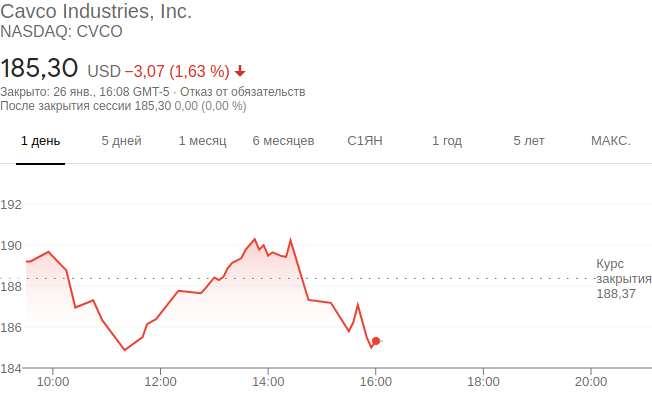 Cavco Industries, Inc.
NASDAQ: CVCO
185,30 USD −3,07 (1,63 %)
Закрыто: 26 янв., 16:08 GMT-5 · Отказ от обязательств
После закрытия сессии 185,30 0,00 (0,00 %)
1 день 5 дней 1 месяц 6 месяцев С1ЯН 1 год 5 лет МАКС.
192
190
Курс
закрытия
188
188,37
186
184
10:00 12:00 14:00 16:00 18:00 20:00